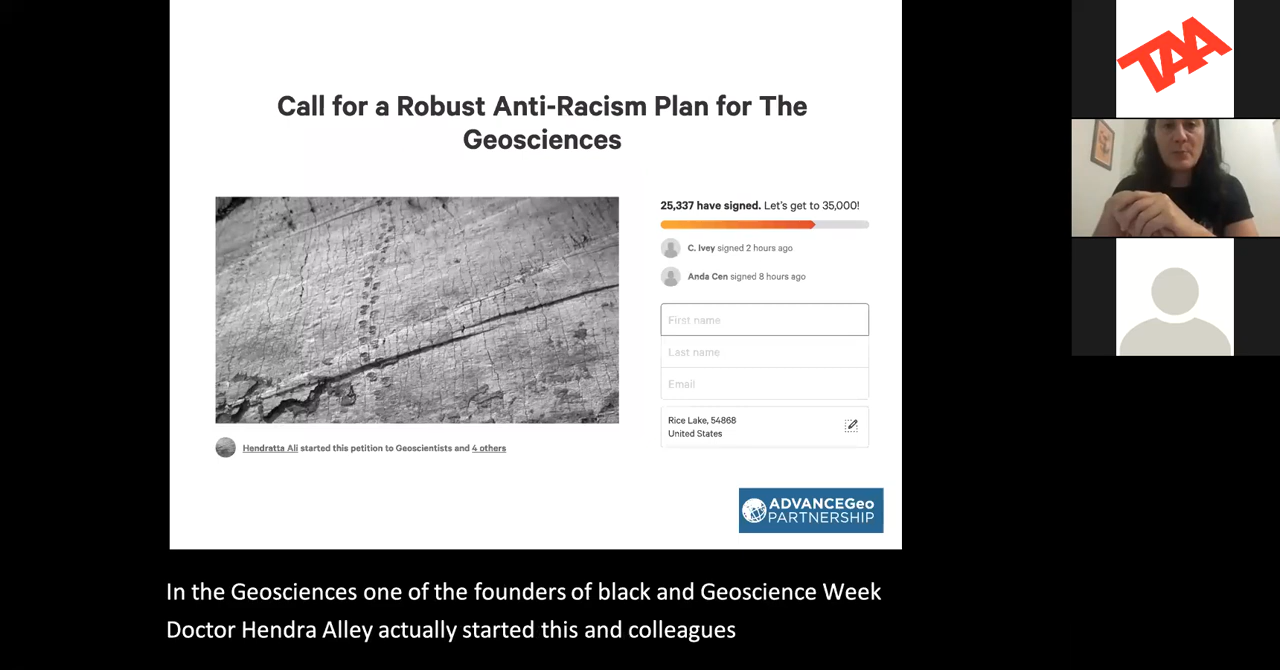 Call for a Robust Anti-Racism Plan for The
Geosciences
25,337 have signed. Let's get to 35,000!
C. Ivey signed 2 hours ago
Anda Cen signed 8 hours ago
First name
Last name
Email
Rice Lake, 54868
United States
Hendratta Ali started this petition to Geoscientists and 4 others
ADVANCEGeo
PARTNERSHIP
TAA
In the Geosciences one of the founders of black and Geoscience Week
Doctor Hendra Alley actually started this and colleagues